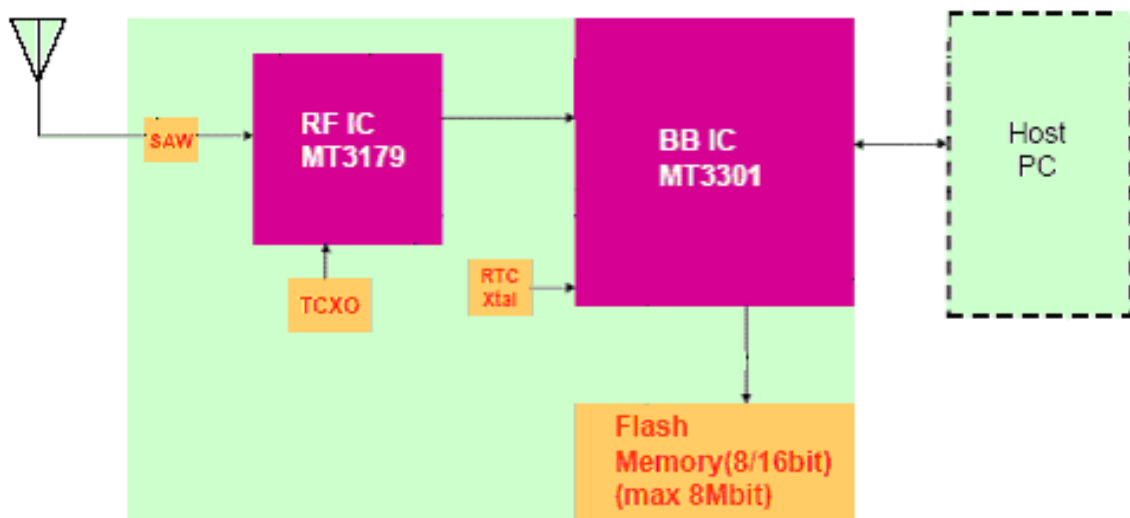 SAW
RF IC
MT3179
BB IC
MT3301
Host
PC
TCXO
RTC
Xtal
Flash
Memory(8/16bit)
(max 8Mbit)